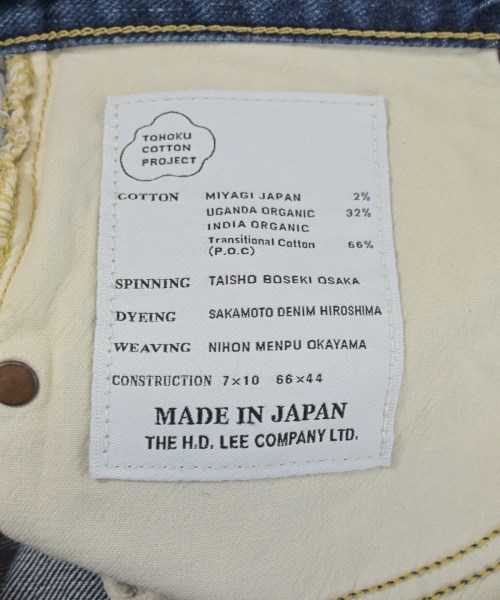 TOHOKU
COTTON
PROJECT
COTTON MIYAGI JAPAN 2%
UGANDA ORGANIC 32%
INDIA ORGANIC
Transitional Cotton 66%
(P.O.C)
SPINNING TAISHO BOSEKI OSAKA
DYEING SAKAMOTO DENIM HIROSHIMA
WEAVING NIHON MENPU OKAYAMA
CONSTRUCTION 7×10 66×44
MADE IN JAPAN
THE H.D. LEE COMPANY LTD.